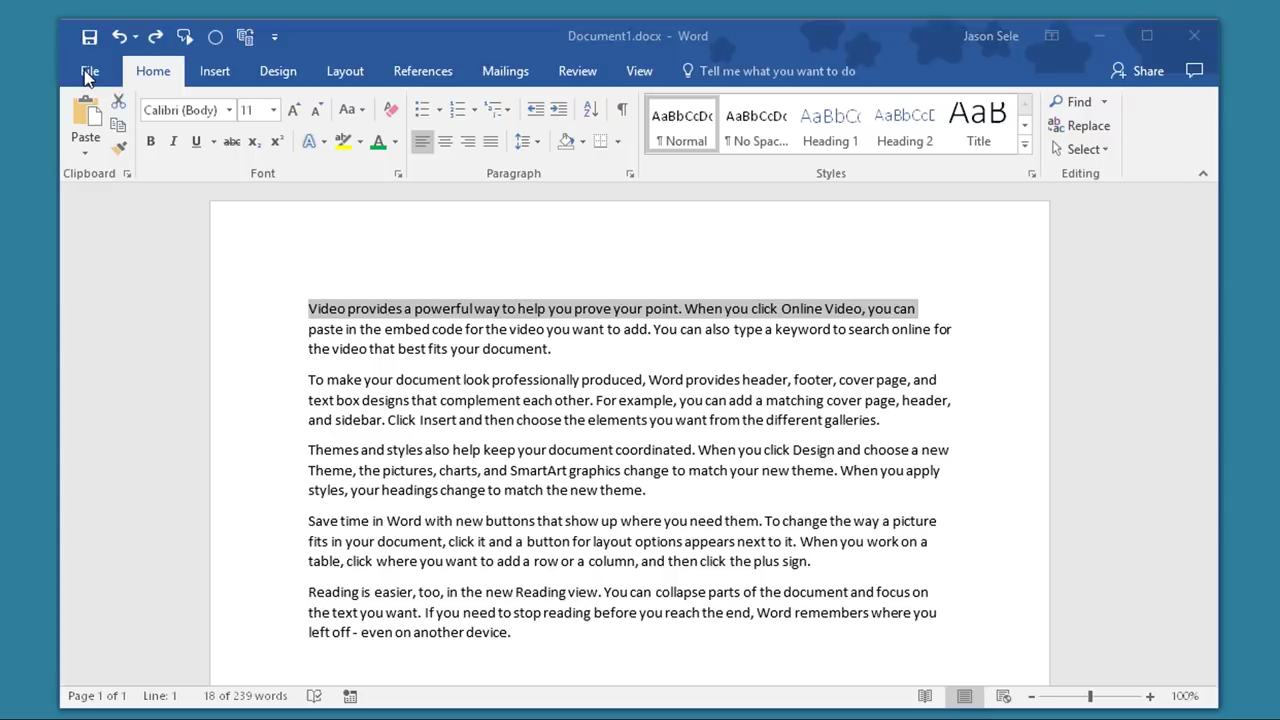 Document1.docx - Word
Jason Sele
File Home Insert Design Layout References Mailings Review View Tell me what you want to do Share
Calibri (Body) 11 Aa
Paste
B I U abc X₂ X² A ab A
AaBbCcDc AaBbCcDc AaBbCc AaBbCcD AaB
¶ Normal ¶ No Spac... Heading 1 Heading 2 Title
Find
Replace
Select
Clipboard Font Paragraph Styles Editing
Video provides a powerful way to help you prove your point. When you click Online Video, you can
paste in the embed code for the video you want to add. You can also type a keyword to search online for
the video that best fits your document.
To make your document look professionally produced, Word provides header, footer, cover page, and
text box designs that complement each other. For example, you can add a matching cover page, header,
and sidebar. Click Insert and then choose the elements you want from the different galleries.
Themes and styles also help keep your document coordinated. When you click Design and choose a new
Theme, the pictures, charts, and SmartArt graphics change to match your new theme. When you apply
styles, your headings change to match the new theme.
Save time in Word with new buttons that show up where you need them. To change the way a picture
fits in your document, click it and a button for layout options appears next to it. When you work on a
table, click where you want to add a row or a column, and then click the plus sign.
Reading is easier, too, in the new Reading view. You can collapse parts of the document and focus on
the text you want. If you need to stop reading before you reach the end, Word remembers where you
left off - even on another device.
Page 1 of 1 Line: 1 18 of 239 words 100%